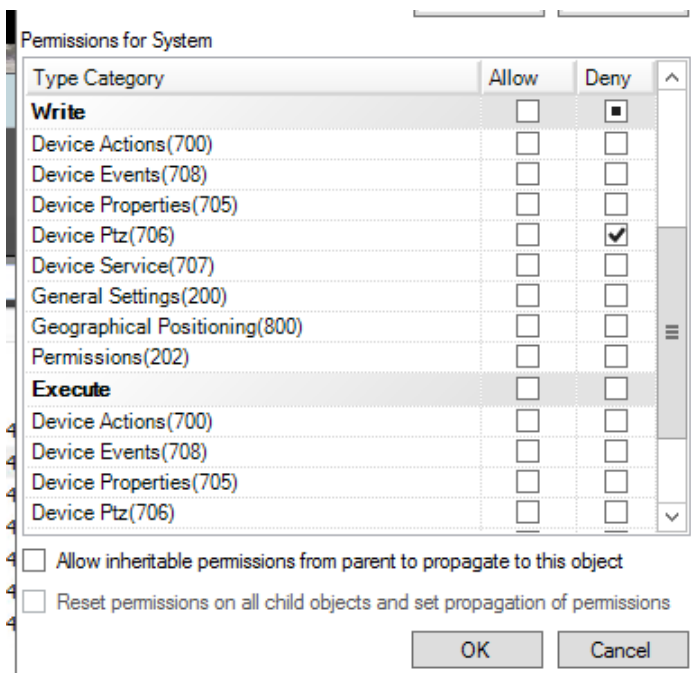 Permissions for System
Type Category Allow Deny
Write
Device Actions(700)
Device Events(708)
Device Properties(705)
Device Ptz(706)
Device Service(707)
General Settings(200)
Geographical Positioning(800)
Permissions(202)
Execute
Device Actions(700)
Device Events(708)
Device Properties(705)
Device Ptz(706)
Allow inheritable permissions from parent to propagate to this object
Reset permissions on all child objects and set propagation of permissions
OK Cancel